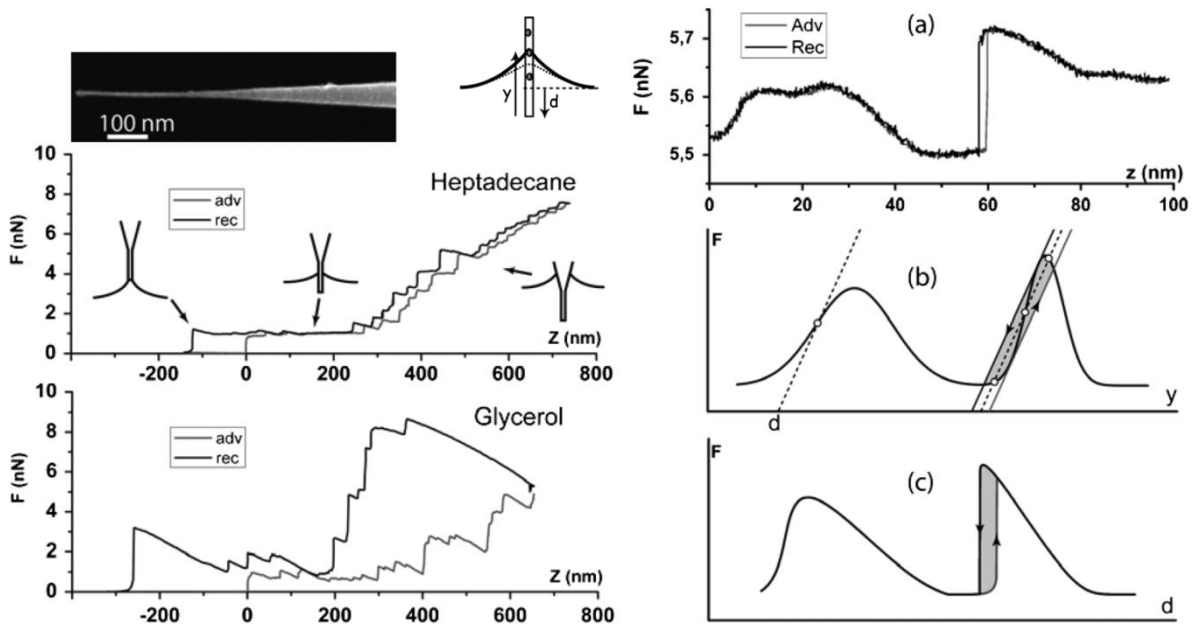 100 nm
y
d
10
8
6
4
2
0
F (nN)
Heptadecane
adv
rec
-200
0
200
400
600
800
Z (nm)
10
8
6
4
2
0
F (nN)
Glycerol
adv
rec
-200
0
200
400
600
800
Z (nm)
(a)
Adv
Rec
5,7
5,6
5,5
F (nN)
z (nm)
0
20
40
60
80
100
F
(b)
y
d
F
(c)
d